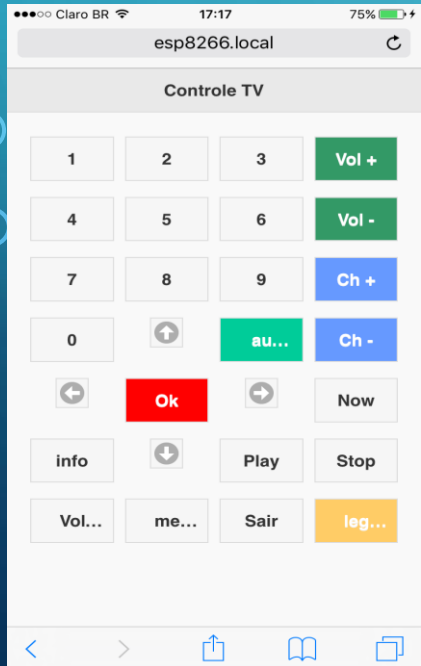 Claro BR 17:17 75%
esp8266.local
Controle TV
1 2 3 Vol +
4 5 6 Vol -
7 8 9 Ch +
0 au... Ch -
Ok Now
info Play Stop
Vol... me... Sair leg...